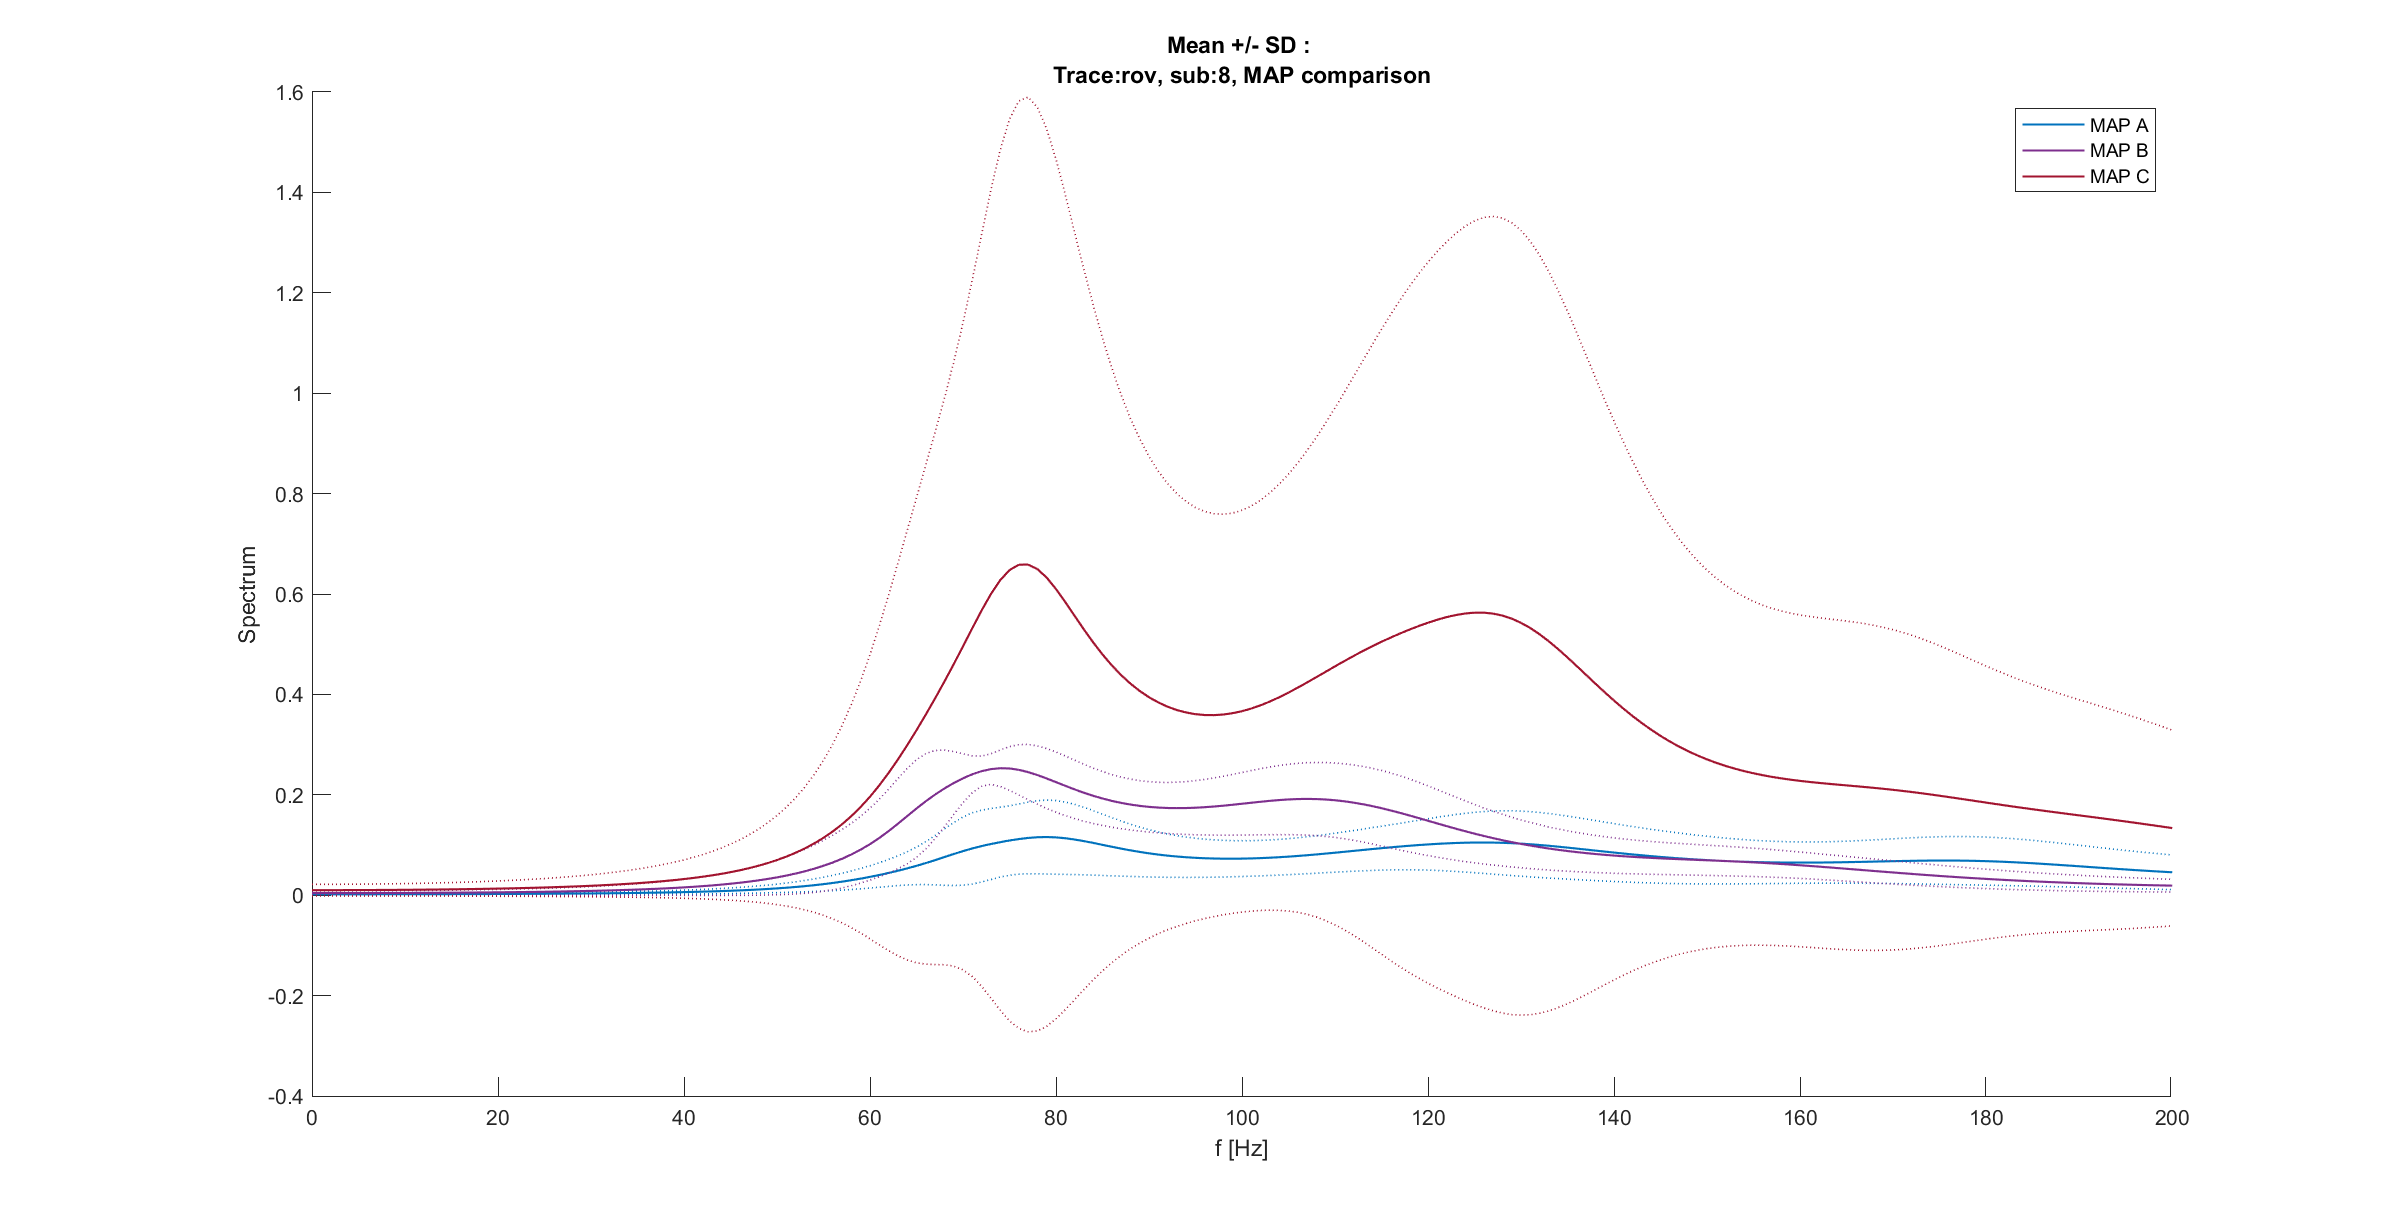 Mean +/- SD :
Trace:rov, sub:8, MAP comparison
MAP A
MAP B
MAP C
1.6
1.4
1.2
1
0.8
0.6
0.4
0.2
0
-0.2
-0.4
Spectrum
0 20 40 60 80 100 120 140 160 180 200
f [Hz]